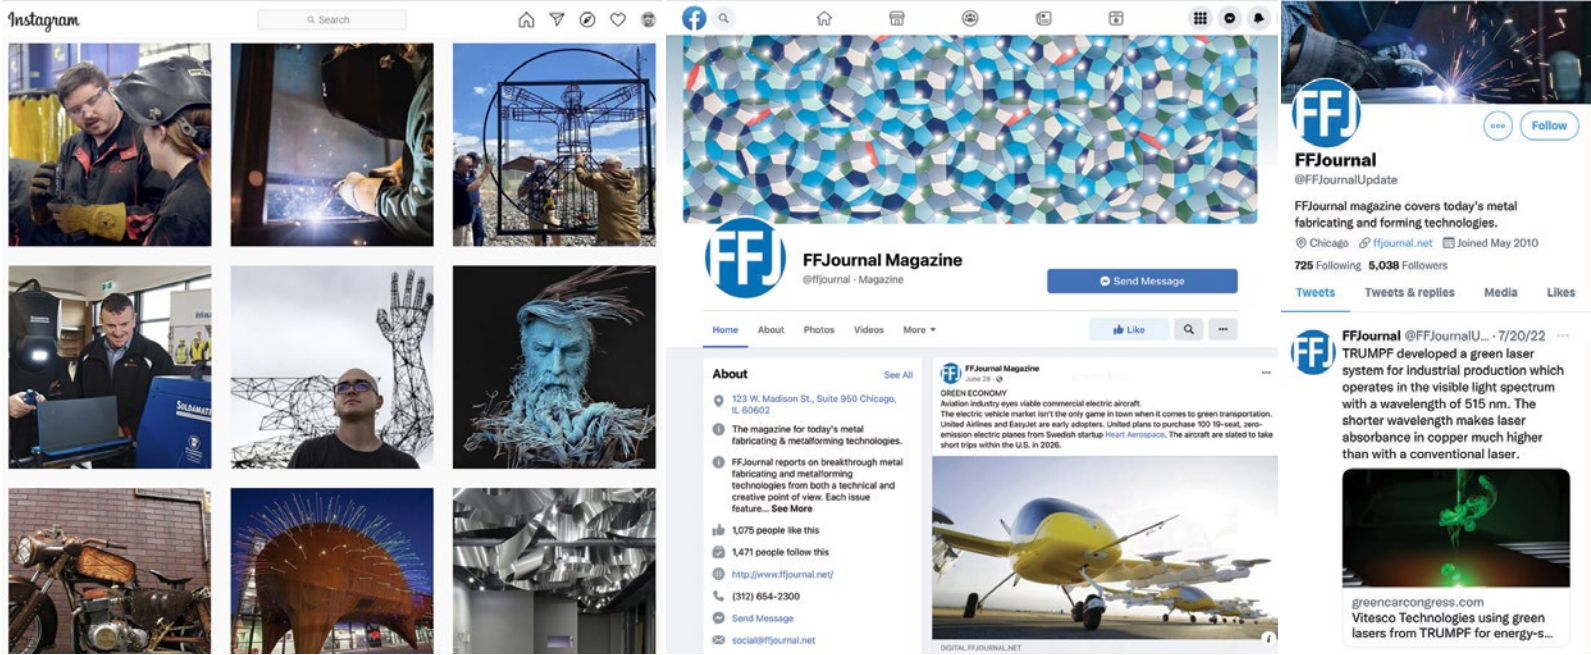 Instagram
Search
SOLDAMATIC
FFJ
FFJournal Magazine
@ffjournal · Magazine
Send Message
Home About Photos Videos More
Like
About
See All
123 W. Madison St., Suite 950 Chicago,
IL 60602
The magazine for today's metal
fabricating & metalforming technologies.
FFJournal reports on breakthrough metal
fabricating and metalforming
technologies from both a technical and
creative point of view. Each issue
feature... See More
1,075 people like this
1,471 people follow this
http://www.ffjournal.net/
(312) 654-2300
Send Message
social@ffjournal.net
FFJ
FFJournal Magazine
June 28
GREEN ECONOMY
Aviation industry eyes viable commercial electric aircraft.
The electric vehicle market isn't the only game in town when it comes to green transportation.
United Airlines and EasyJet are early adopters. United plans to purchase 100 19-seat, zero-
emission electric planes from Swedish startup Heart Aerospace. The aircraft are slated to take
short trips within the U.S. in 2026.
DIGITAL.FFJOURNAL.NET
FFJ
Follow
FFJournal
@FFJournalUpdate
FFJournal magazine covers today's metal
fabricating and forming technologies.
Chicago ffjournal.net Joined May 2010
725 Following 5,038 Followers
Tweets Tweets & replies Media Likes
FFJ
FFJournal @FFJournalU... · 7/20/22
TRUMPF developed a green laser
system for industrial production which
operates in the visible light spectrum
with a wavelength of 515 nm. The
shorter wavelength makes laser
absorbance in copper much higher
than with a conventional laser.
greencarcongress.com
Vitesco Technologies using green
lasers from TRUMPF for energy-s...